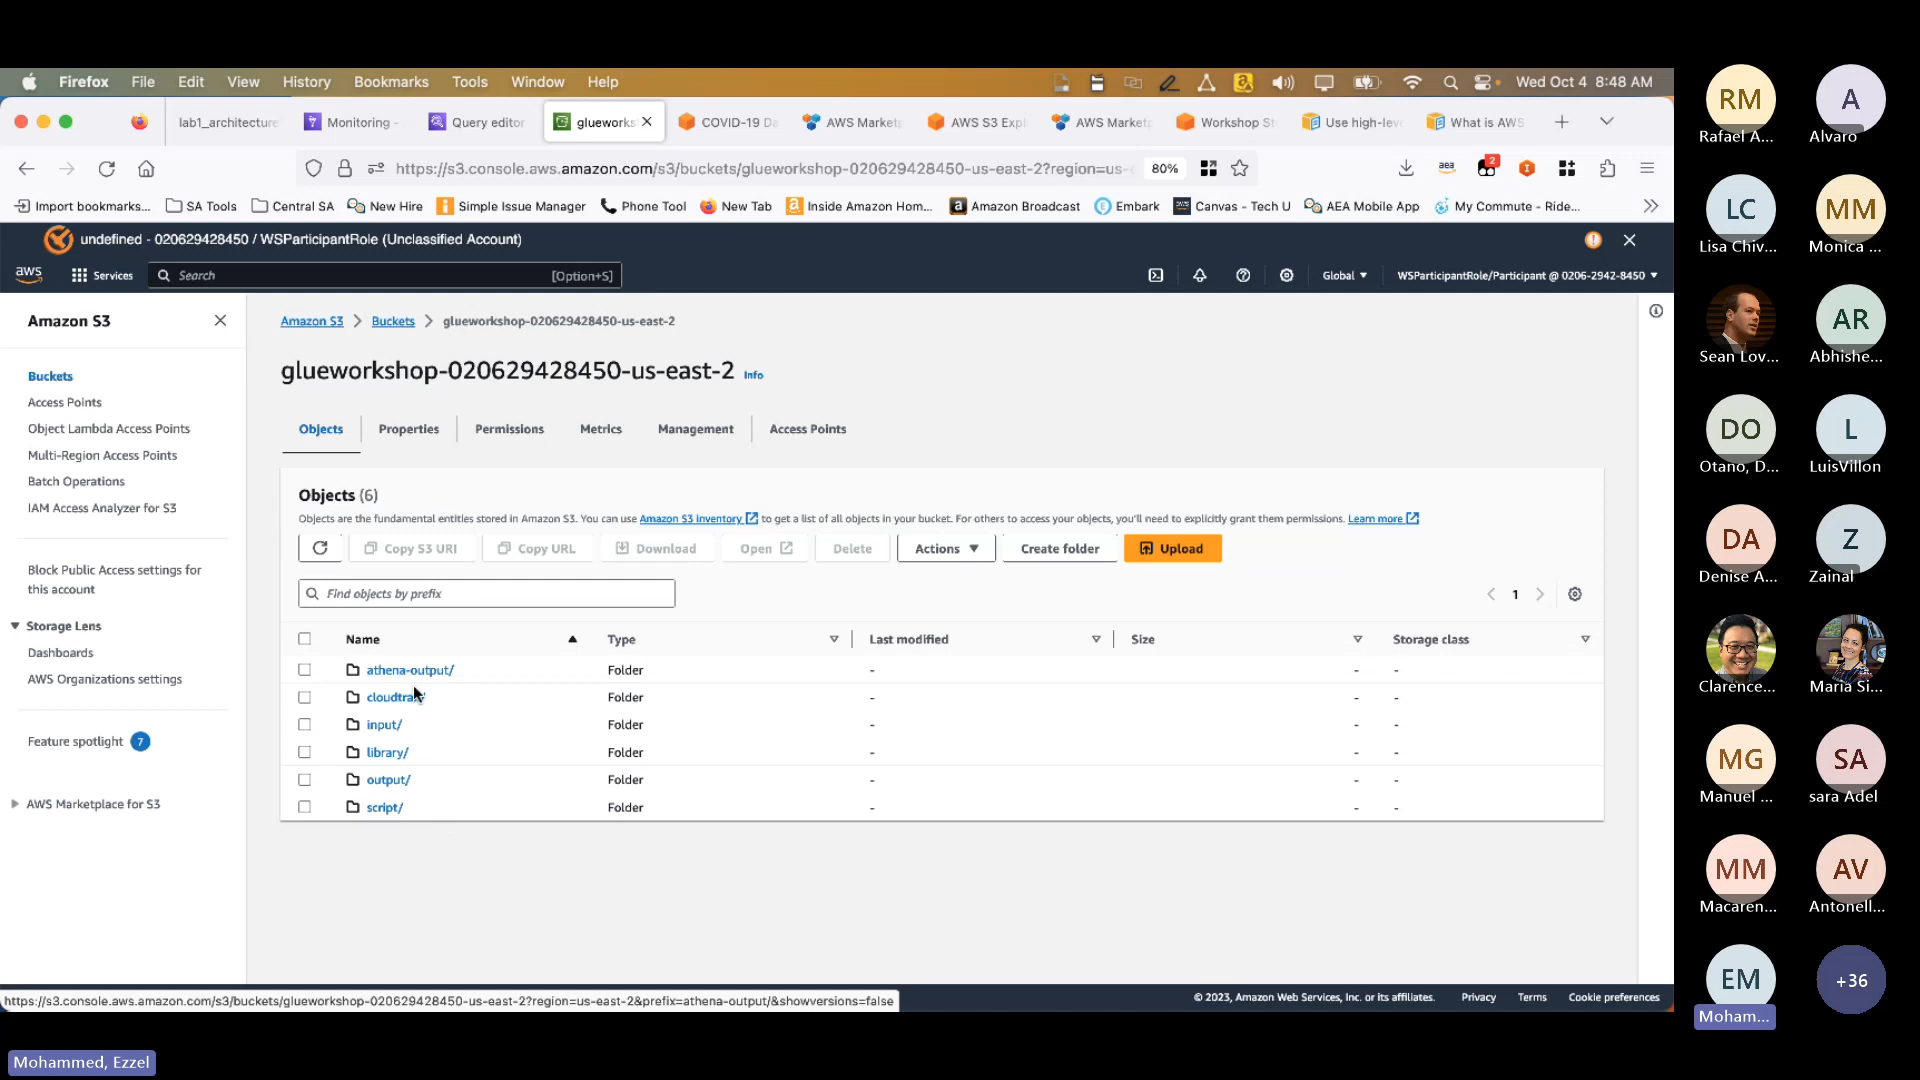 Firefox File Edit View History Bookmarks Tools Window Help
Wed Oct 4 8:48 AM
lab1_architecture
Monitoring -
Query editor
glueworks
COVID-19 Da
AWS Market
AWS S3 Expl
AWS Marketp
Workshop St
Use high-lev
What is AWS
https://s3.console.aws.amazon.com/s3/buckets/glueworkshop-020629428450-us-east-2?region=us-
80%
aea
2
Import bookmarks...
SA Tools
Central SA
New Hire
Simple Issue Manager
Phone Tool
New Tab
Inside Amazon Hom...
Amazon Broadcast
Embark
Canvas - Tech U
AEA Mobile App
My Commute - Ride...
undefined - 020629428450 / WSParticipantRole (Unclassified Account)
aws
Services
Search
[Option+S]
Global
WSParticipantRole/Participant @ 0206-2942-8450
Amazon S3
Buckets
Access Points
Object Lambda Access Points
Multi-Region Access Points
Batch Operations
IAM Access Analyzer for S3
Block Public Access settings for
this account
Storage Lens
Dashboards
AWS Organizations settings
Feature spotlight 7
AWS Marketplace for S3
Amazon S3 > Buckets > glueworkshop-020629428450-us-east-2
glueworkshop-020629428450-us-east-2 Info
Objects
Properties
Permissions
Metrics
Management
Access Points
Objects (6)
Objects are the fundamental entities stored in Amazon S3. You can use Amazon S3 inventory to get a list of all objects in your bucket. For others to access your objects, you'll need to explicitly grant them permissions. Learn more
Copy S3 URI
Copy URL
Download
Open
Delete
Actions
Create folder
Upload
Find objects by prefix
1
Name Type Last modified Size Storage class
athena-output/ Folder - - -
Folder - - -
input/ Folder - - -
library/ Folder - - -
output/ Folder - - -
script/ Folder - - -
https://s3.console.aws.amazon.com/s3/buckets/glueworkshop-020629428450-us-east-2?region=us-east-2&prefix=athena-output/&showversions=false
© 2023, Amazon Web Services, Inc. or its affiliates.
Privacy
Terms
Cookie preferences
RM
Rafael A...
A
Alvaro
LC
Lisa Chiv...
MM
Monica ...
Sean Lov...
AR
Abhishe...
DO
Otano, D...
L
LuisVillon
DA
Denise A...
Z
Zainal
Clarence...
Maria Si...
MG
Manuel ...
SA
sara Adel
MM
Macaren...
AV
Antonell...
EM
Moham...
+36
Mohammed, Ezzel